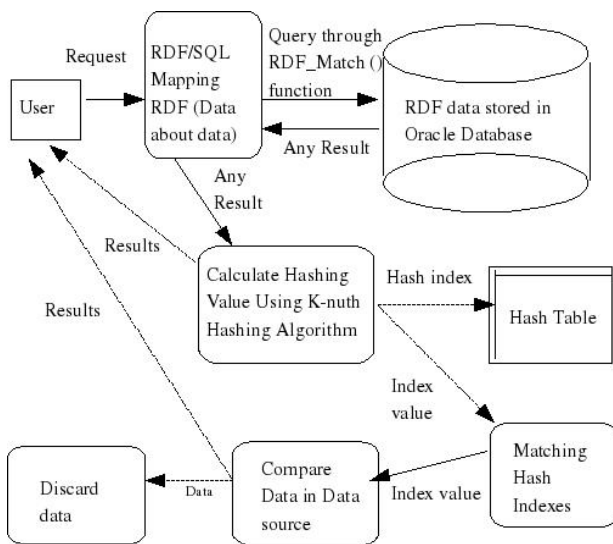 Request
User
RDF/SQL
Mapping
RDF (Data
about data)
Query through
RDF_Match ()
function
Any Result
RDF data stored in
Oracle Database
Any
Result
Results
Results
Calculate Hashing
Value Using K-nuth
Hashing Algorithm
Hash index
Hash Table
Index
value
Matching
Hash
Indexes
Index value
Compare
Data in Data
source
Data
Discard
data